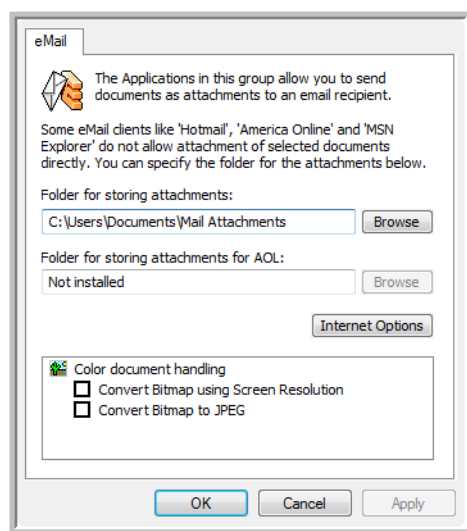 eMail
The Applications in this group allow you to send
documents as attachments to an email recipient.
Some eMail clients like 'Hotmail', 'America Online' and 'MSN
Explorer' do not allow attachment of selected documents
directly. You can specify the folder for the attachments below.
Folder for storing attachments:
C:\Users\Documents\Mail Attachments Browse
Folder for storing attachments for AOL:
Not installed Browse
Internet Options
Color document handling
Convert Bitmap using Screen Resolution
Convert Bitmap to JPEG
OK Cancel Apply